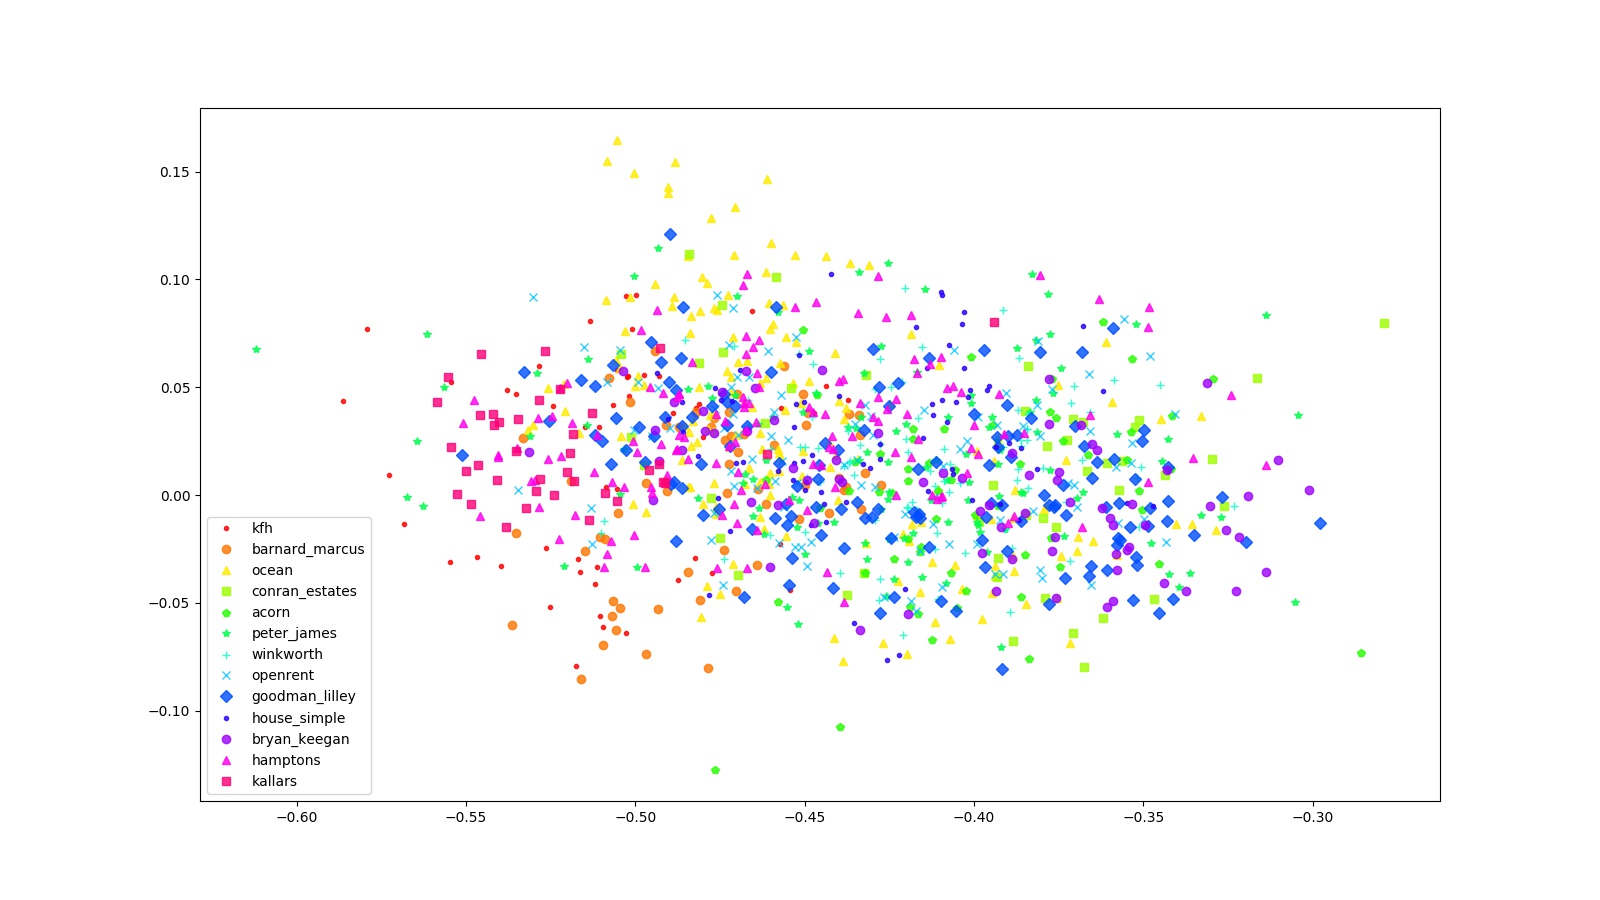 0.15
0.10
0.05
0.00
−0.05
−0.10
kfh
barnard_marcus
ocean
conran_estates
acorn
peter_james
winkworth
openrent
goodman_lilley
house_simple
bryan_keegan
hamptons
kallars
−0.60 −0.55 −0.50 −0.45 −0.40 −0.35 −0.30